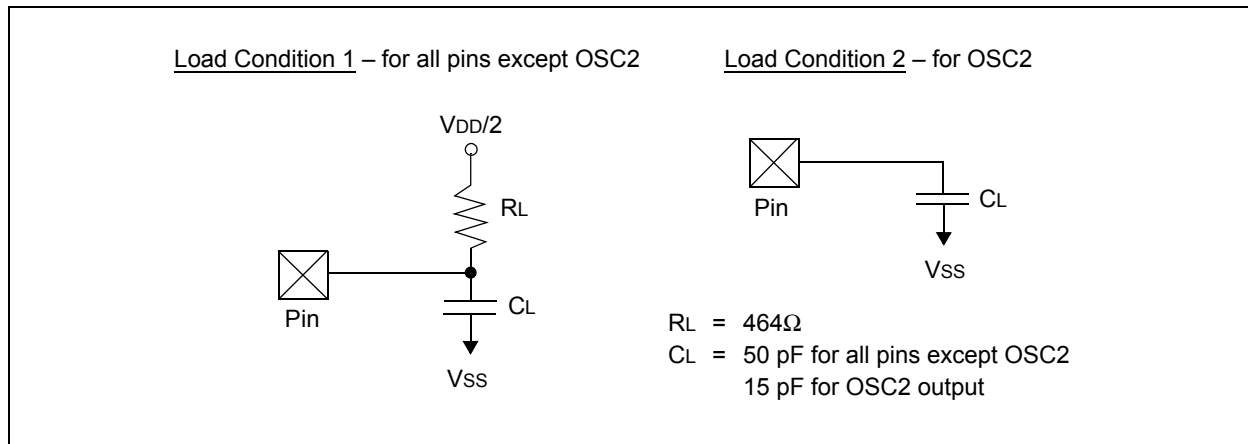 Load Condition 1 – for all pins except OSC2
Load Condition 2 – for OSC2
VDD/2
RL
Pin
CL
VSS
Pin
CL
VSS
RL = 464Ω
CL = 50 pF for all pins except OSC2
15 pF for OSC2 output